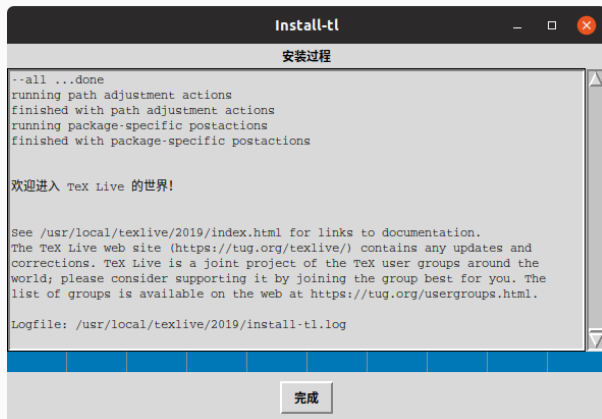 Install-tl
安装过程
--all ...done
running path adjustment actions
finished with path adjustment actions
running package-specific postactions
finished with package-specific postactions
欢迎进入 TeX Live 的世界!
See /usr/local/texlive/2019/index.html for links to documentation.
The TeX Live web site (https://tug.org/texlive/) contains any updates and
corrections. TeX Live is a joint project of the TeX user groups around the
world; please consider supporting it by joining the group best for you. The
list of groups is available on the web at https://tug.org/usergroups.html.
Logfile: /usr/local/texlive/2019/install-tl.log
完成